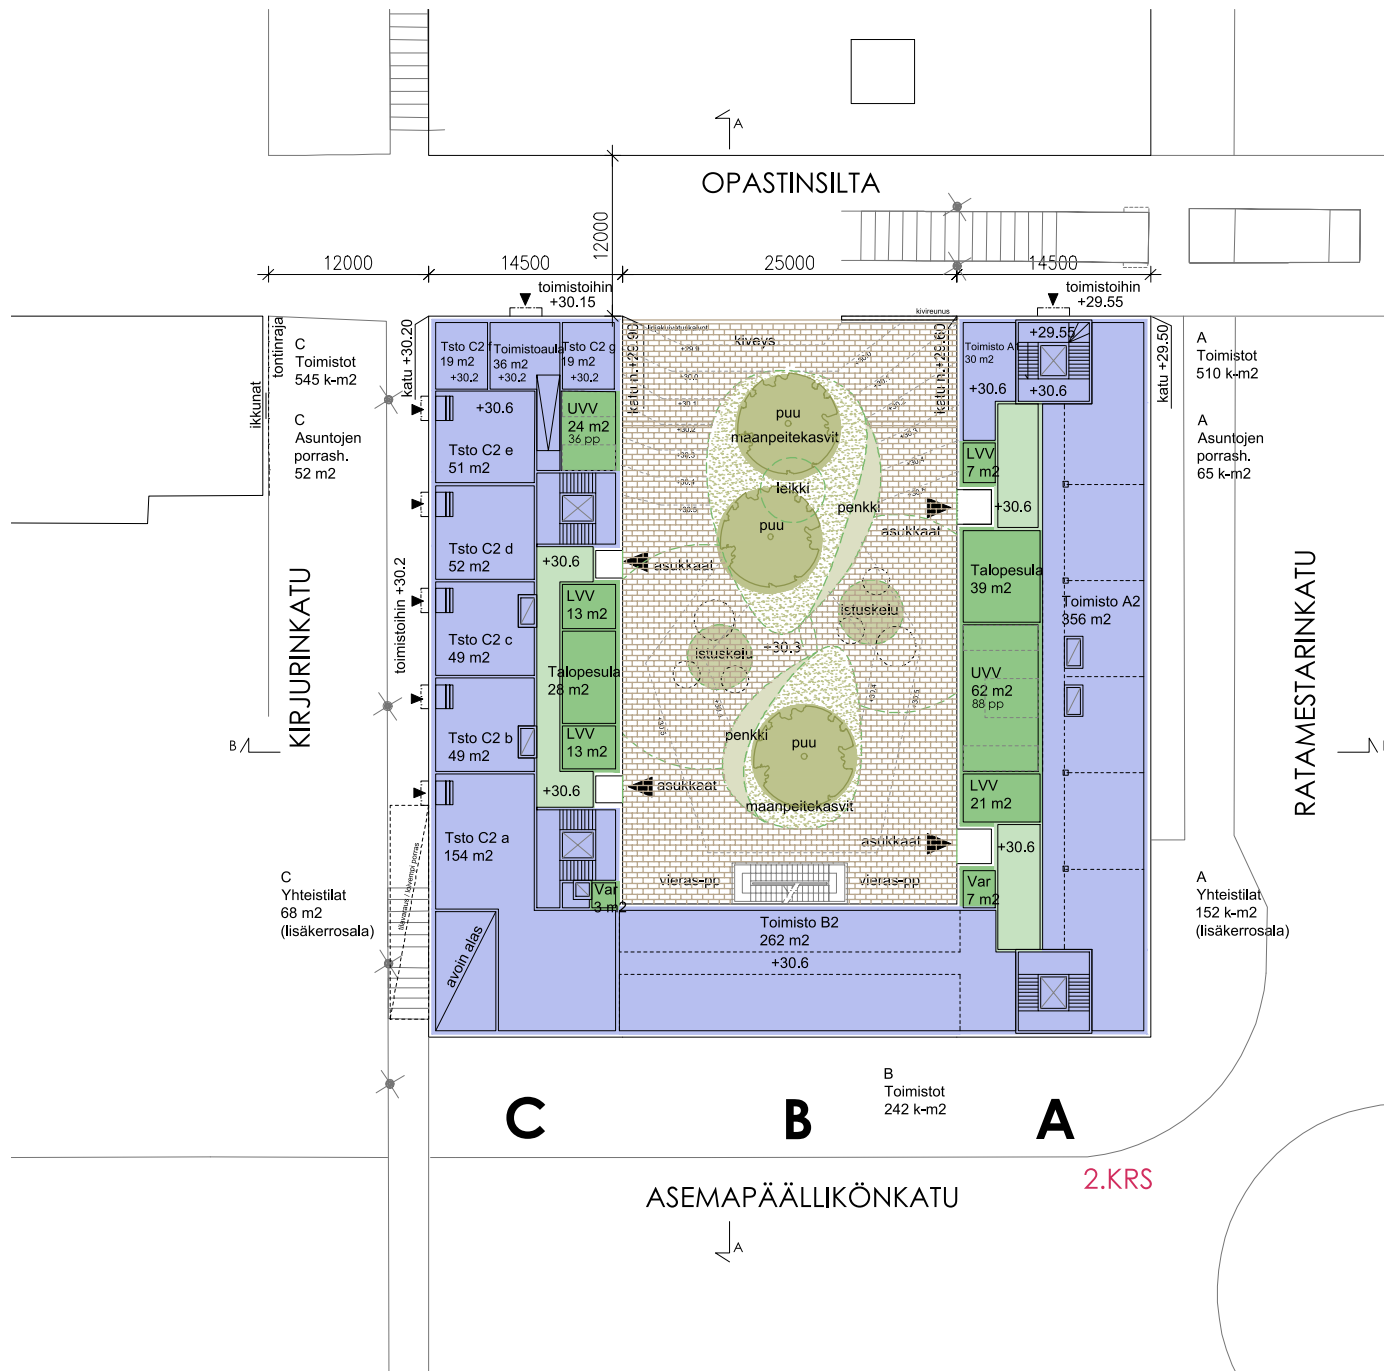 A
OPASTINSILTA
12000
12000
14500
25000
14500
toimistoihin
+30.15
toimistoihin
+29.55
kivireunus
ikkunat
tontinraja
C
Toimistot
545 k-m2
C
Asuntojen
porrash.
52 m2
katu +30.20
Tsto C2 f
19 m2
+30.2
Toimistoaula
36 m2
+30.2
Tsto C2 g
19 m2
+30.2
katu n.+29.90
kiveys
katu n.+29.60
Toimisto A1
30 m2
+30.6
+29.55
+30.6
katu +29.50
A
Toimistot
510 k-m2
A
Asuntojen
porrash.
65 k-m2
+30.6
Tsto C2 e
51 m2
UVV
24 m2
36 pp
puu
maanpeitekasvit
leikki
puu
penkki
LVV
7 m2
+30.6
asukkaat
Tsto C2 d
52 m2
+30.6
asukkaat
Talopesula
39 m2
KIRJURINKATU
toimistoihin +30.2
Tsto C2 c
49 m2
LVV
13 m2
istuskelu
istuskelu
+30.3
Toimisto A2
356 m2
RATAMESTARINKATU
Talopesula
28 m2
UVV
62 m2
88 pp
Tsto C2 b
49 m2
LVV
13 m2
penkki
puu
B
+30.6
asukkaat
maanpeitekasvit
LVV
21 m2
Tsto C2 a
154 m2
asukkaat
+30.6
C
Yhteistilat
68 m2
(lisäkerrosala)
Var
3 m2
vieras-pp
vieras-pp
Var
7 m2
A
Yhteistilat
152 k-m2
(lisäkerrosala)
avoin alas
Toimisto B2
262 m2
+30.6
B
Toimistot
242 k-m2
C
B
A
2.KRS
ASEMAPÄÄLLIKÖNKATU
A